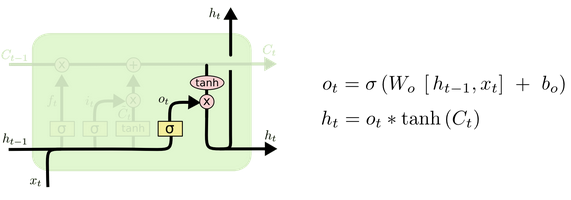 h_t
C_{t-1} × + C_t
tanh
f_t i_t o_t × ×
C̃_t
σ σ tanh σ
h_{t-1} h_t
x_t
o_t = σ (W_o [h_{t-1}, x_t] + b_o)
h_t = o_t * tanh (C_t)